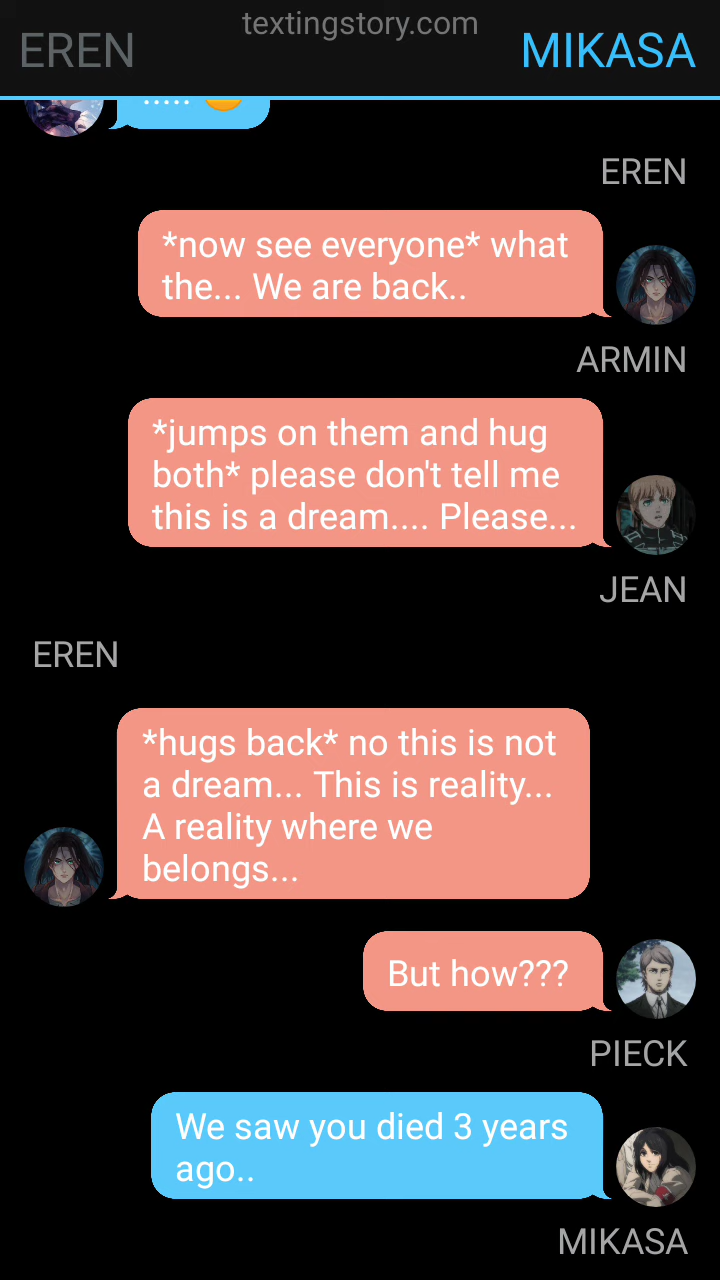 textingstory.com
EREN
MIKASA
.....
EREN
*now see everyone* what
the... We are back..
ARMIN
*jumps on them and hug
both* please don't tell me
this is a dream.... Please...
JEAN
EREN
*hugs back* no this is not
a dream... This is reality...
A reality where we
belongs...
But how???
PIECK
We saw you died 3 years
ago..
MIKASA